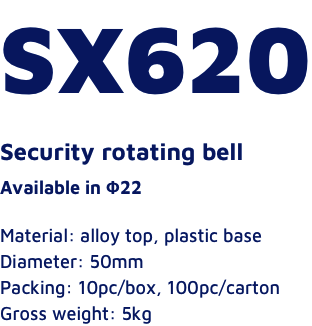 SX620
Security rotating bell
Available in Φ22
Material: alloy top, plastic base
Diameter: 50mm
Packing: 10pc/box, 100pc/carton
Gross weight: 5kg